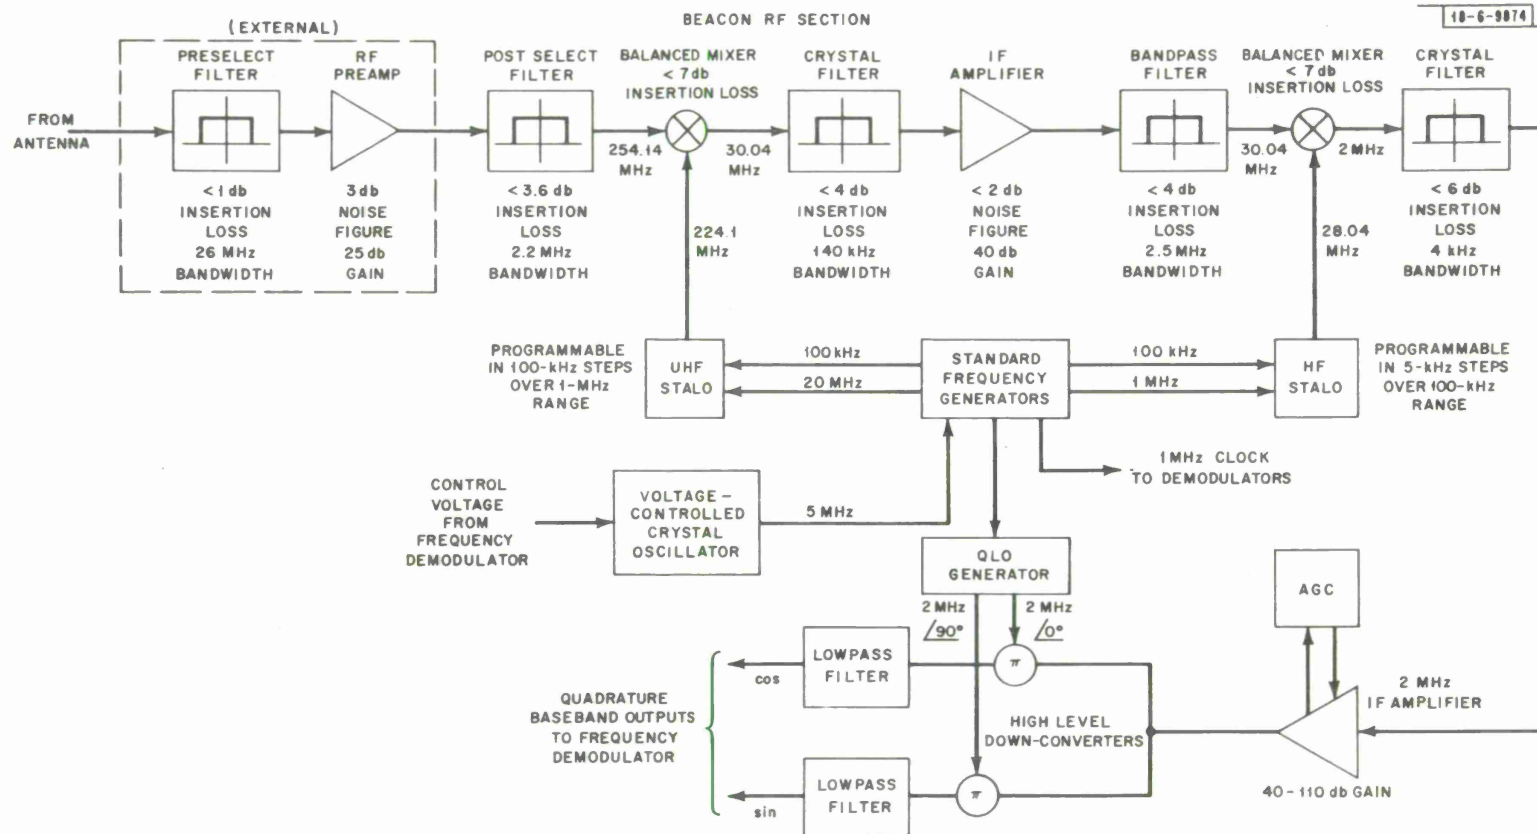 BEACON RF SECTION
18-6-9874
(EXTERNAL)
PRESELECT
FILTER
RF
PREAMP
POST SELECT
FILTER
BALANCED MIXER
< 7db
INSERTION LOSS
CRYSTAL
FILTER
IF
AMPLIFIER
BANDPASS
FILTER
BALANCED MIXER
< 7db
INSERTION LOSS
CRYSTAL
FILTER
FROM
ANTENNA
254.14
MHz
30.04
MHz
30.04
MHz
2 MHz
< 1 db
INSERTION
LOSS
26 MHz
BANDWIDTH
3 db
NOISE
FIGURE
25 db
GAIN
< 3.6 db
INSERTION
LOSS
2.2 MHz
BANDWIDTH
224.1
MHz
< 4 db
INSERTION
LOSS
140 kHz
BANDWIDTH
< 2 db
NOISE
FIGURE
40 db
GAIN
< 4 db
INSERTION
LOSS
2.5 MHz
BANDWIDTH
28.04
MHz
< 6 db
INSERTION
LOSS
4 kHz
BANDWIDTH
PROGRAMMABLE
IN 100-kHz STEPS
OVER 1-MHz
RANGE
UHF
STALO
100 kHz
20 MHz
STANDARD
FREQUENCY
GENERATORS
100 kHz
1 MHz
HF
STALO
PROGRAMMABLE
IN 5-kHz STEPS
OVER 100-kHz
RANGE
1 MHz CLOCK
TO DEMODULATORS
CONTROL
VOLTAGE
FROM
FREQUENCY
DEMODULATOR
VOLTAGE-
CONTROLLED
CRYSTAL
OSCILLATOR
5 MHz
QLO
GENERATOR
2 MHz
/90°
2 MHz
/0°
AGC
QUADRATURE
BASEBAND OUTPUTS
TO FREQUENCY
DEMODULATOR
cos
LOWPASS
FILTER
π
HIGH LEVEL
DOWN-CONVERTERS
2 MHz
IF AMPLIFIER
sin
LOWPASS
FILTER
π
40-110 db GAIN